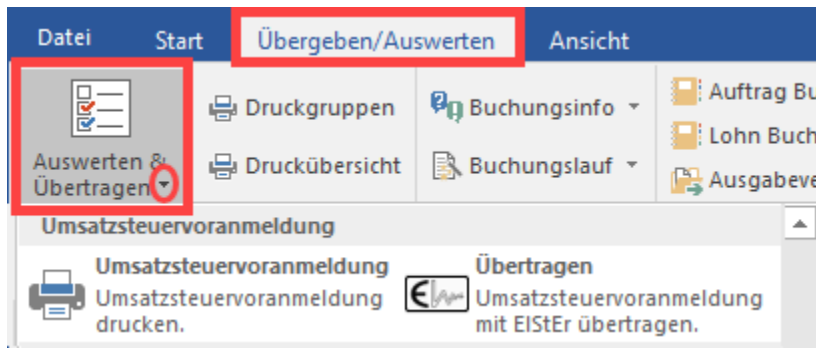 Datei Start Übergeben/Auswerten Ansicht
Auswerten &
Übertragen
Druckgruppen
Druckübersicht
Buchungsinfo
Buchungslauf
Auftrag Bu
Lohn Buch
Ausgabeve
Umsatzsteuervoranmeldung
Umsatzsteuervoranmeldung
Umsatzsteuervoranmeldung
drucken.
Übertragen
Umsatzsteuervoranmeldung
mit ElStEr übertragen.